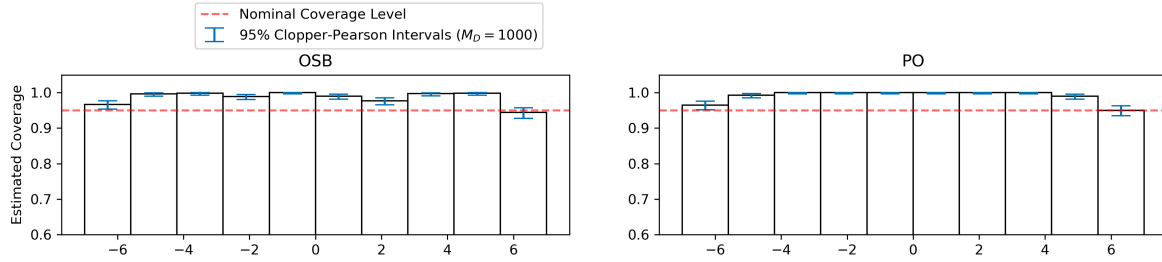 Nominal Coverage Level
95% Clopper-Pearson Intervals (M_D = 1000)
OSB
PO
Estimated Coverage
1.0
0.9
0.8
0.7
0.6
−6 −4 −2 0 2 4 6
1.0
0.9
0.8
0.7
0.6
−6 −4 −2 0 2 4 6